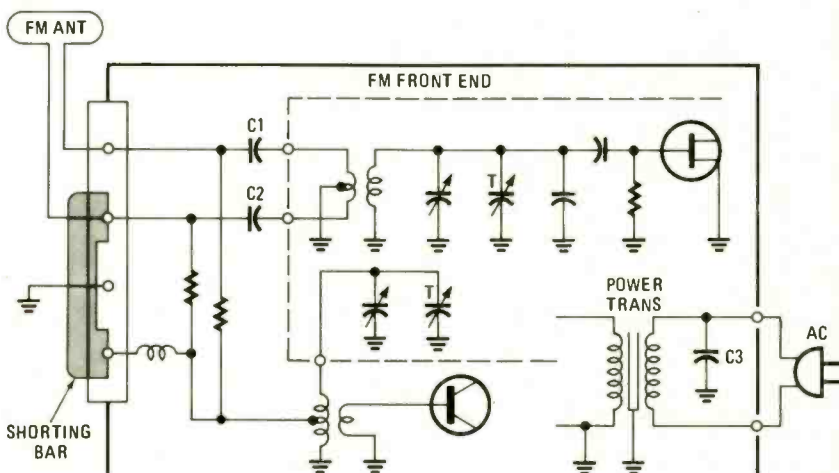 FM ANT
FM FRONT END
C1
C2
T
T
POWER
TRANS
AC
C3
SHORTING
BAR